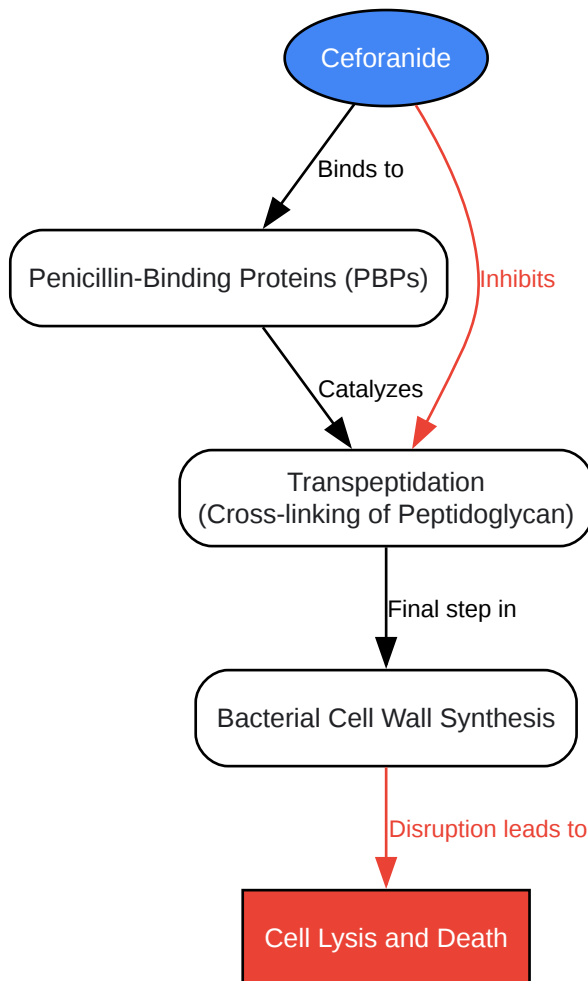 Ceforanide
Binds to
Penicillin-Binding Proteins (PBPs)
Inhibits
Catalyzes
Transpeptidation
(Cross-linking of Peptidoglycan)
Final step in
Bacterial Cell Wall Synthesis
Disruption leads to
Cell Lysis and Death